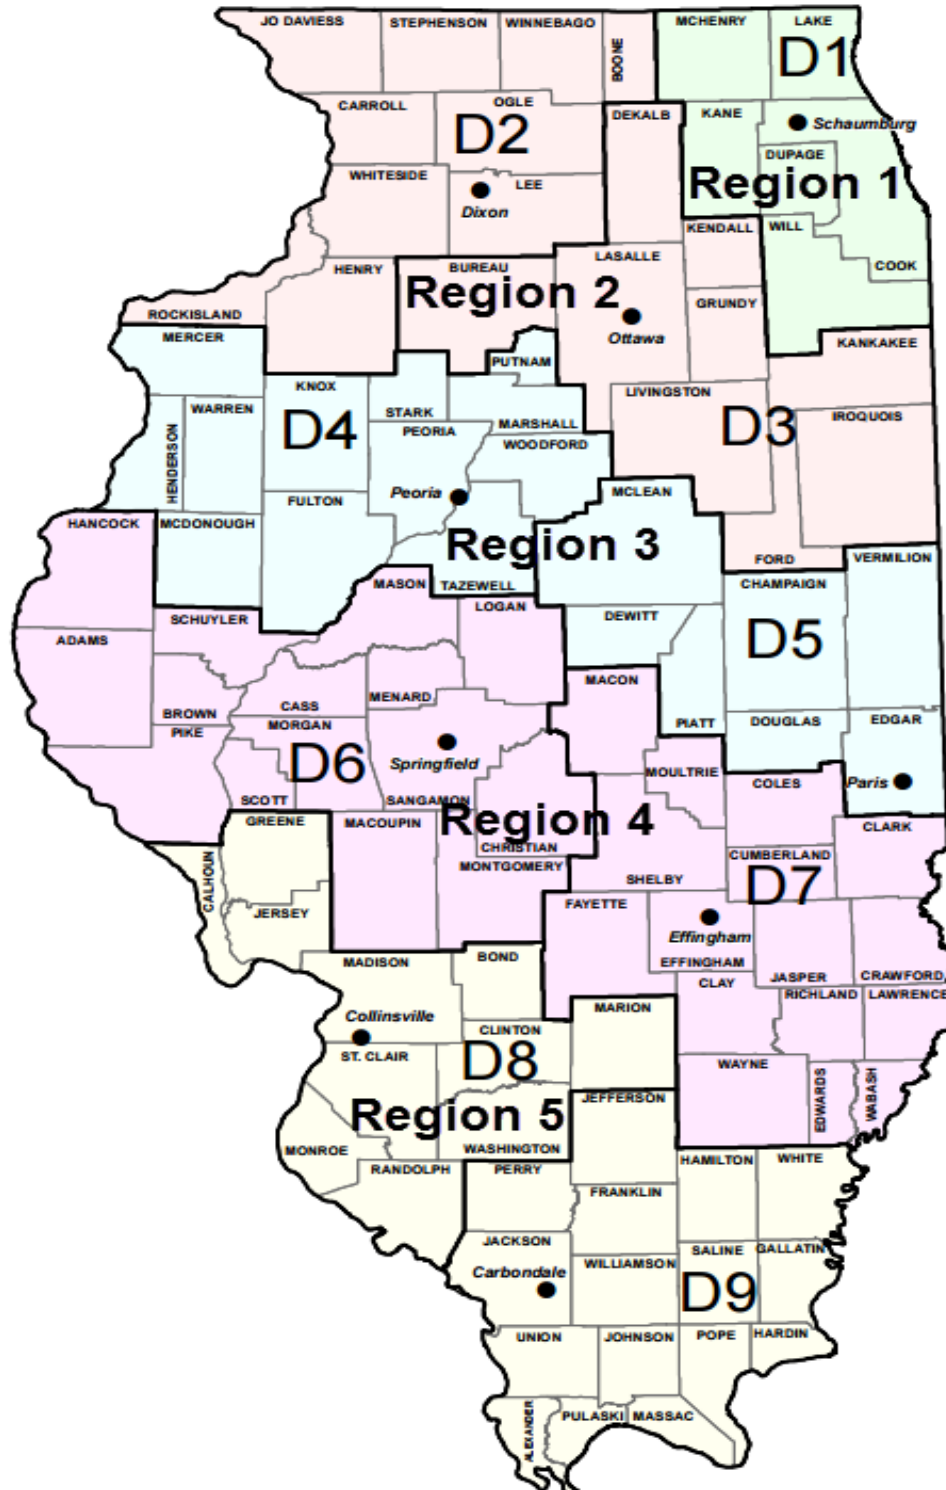 JO DAVIESS
STEPHENSON
WINNEBAGO
BOONE
MCHENRY
LAKE
D1
CARROLL
OGLE
D2
DEKALB
KANE
Schaumburg
DUPAGE
WHITESIDE
LEE
Dixon
Region 1
WILL
KENDALL
COOK
HENRY
BUREAU
LASALLE
Region 2
GRUNDY
ROCKISLAND
Ottawa
MERCER
KANKAKEE
PUTNAM
KNOX
LIVINGSTON
WARREN
D4
STARK
MARSHALL
D3
IROQUOIS
PEORIA
WOODFORD
HENDERSON
Peoria
MCLEAN
FULTON
HANCOCK
MCDONOUGH
Region 3
FORD
VERMILION
MASON
TAZEWELL
CHAMPAIGN
LOGAN
SCHUYLER
DEWITT
ADAMS
D5
MACON
MENARD
CASS
BROWN
MORGAN
PIATT
DOUGLAS
EDGAR
PIKE
D6
Springfield
MOULTRIE
COLES
Paris
SCOTT
SANGAMON
GREENE
MACOUPIN
Region 4
CHRISTIAN
CLARK
MONTGOMERY
CUMBERLAND
CALHOUN
SHELBY
D7
JERSEY
FAYETTE
Effingham
EFFINGHAM
MADISON
BOND
JASPER
CRAWFORD
CLAY
RICHLAND
LAWRENCE
MARION
Collinsville
CLINTON
ST. CLAIR
D8
WAYNE
EDWARDS
WABASH
JEFFERSON
Region 5
MONROE
WASHINGTON
RANDOLPH
PERRY
HAMILTON
WHITE
FRANKLIN
JACKSON
SALINE
GALLATIN
WILLIAMSON
Carbondale
D9
UNION
JOHNSON
POPE
HARDIN
ALEXANDER
PULASKI
MASSAC